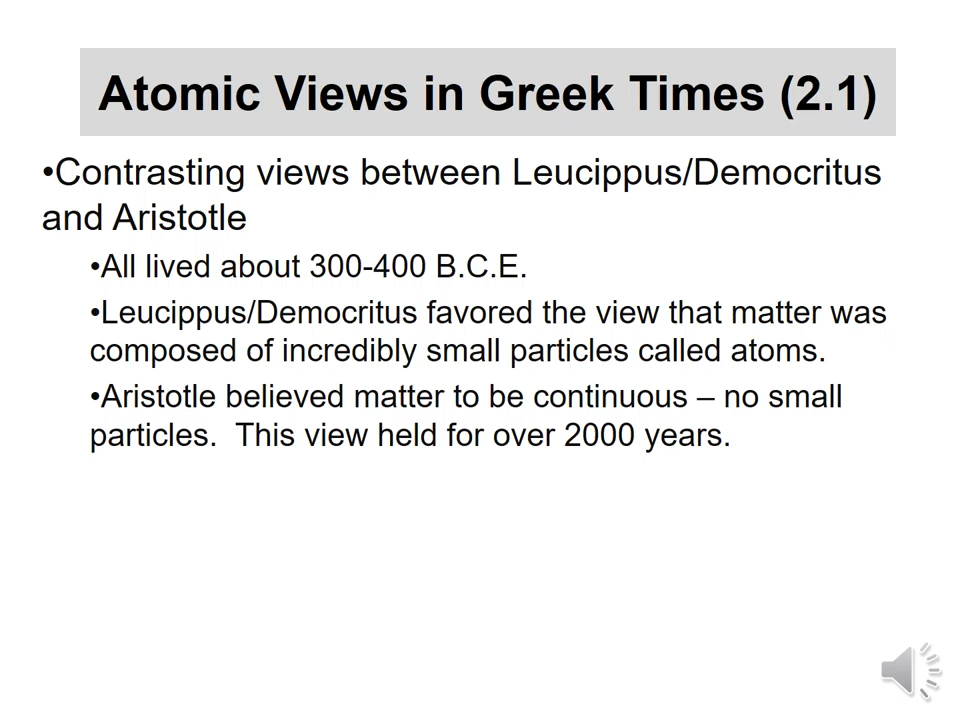 Atomic Views in Greek Times (2.1)
•Contrasting views between Leucippus/Democritus
and Aristotle
•All lived about 300-400 B.C.E.
•Leucippus/Democritus favored the view that matter was
composed of incredibly small particles called atoms.
•Aristotle believed matter to be continuous – no small
particles.  This view held for over 2000 years.